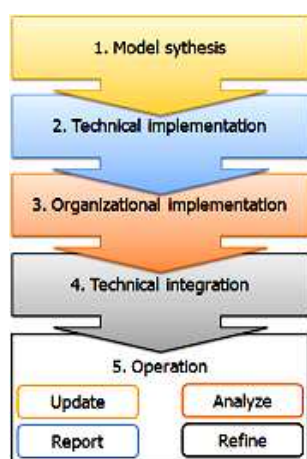 1. Model sythesis
2. Technical implementation
3. Organizational implementation
4. Technical integration
5. Operation
Update
Analyze
Report
Refine